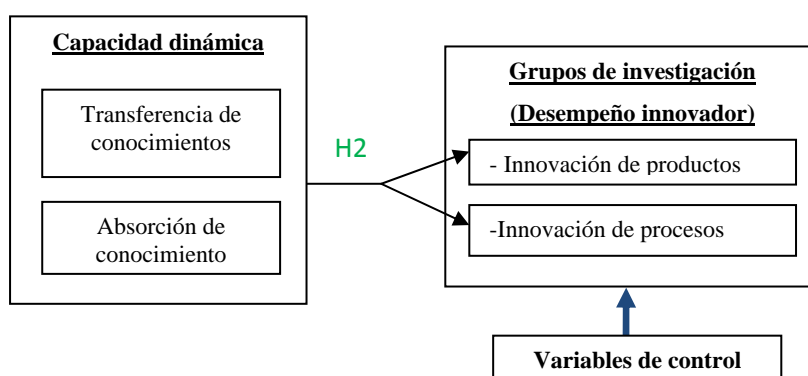 Capacidad dinámica
Transferencia de
conocimientos
Absorción de
conocimiento
H2
Grupos de investigación
(Desempeño innovador)
- Innovación de productos
-Innovación de procesos
Variables de control